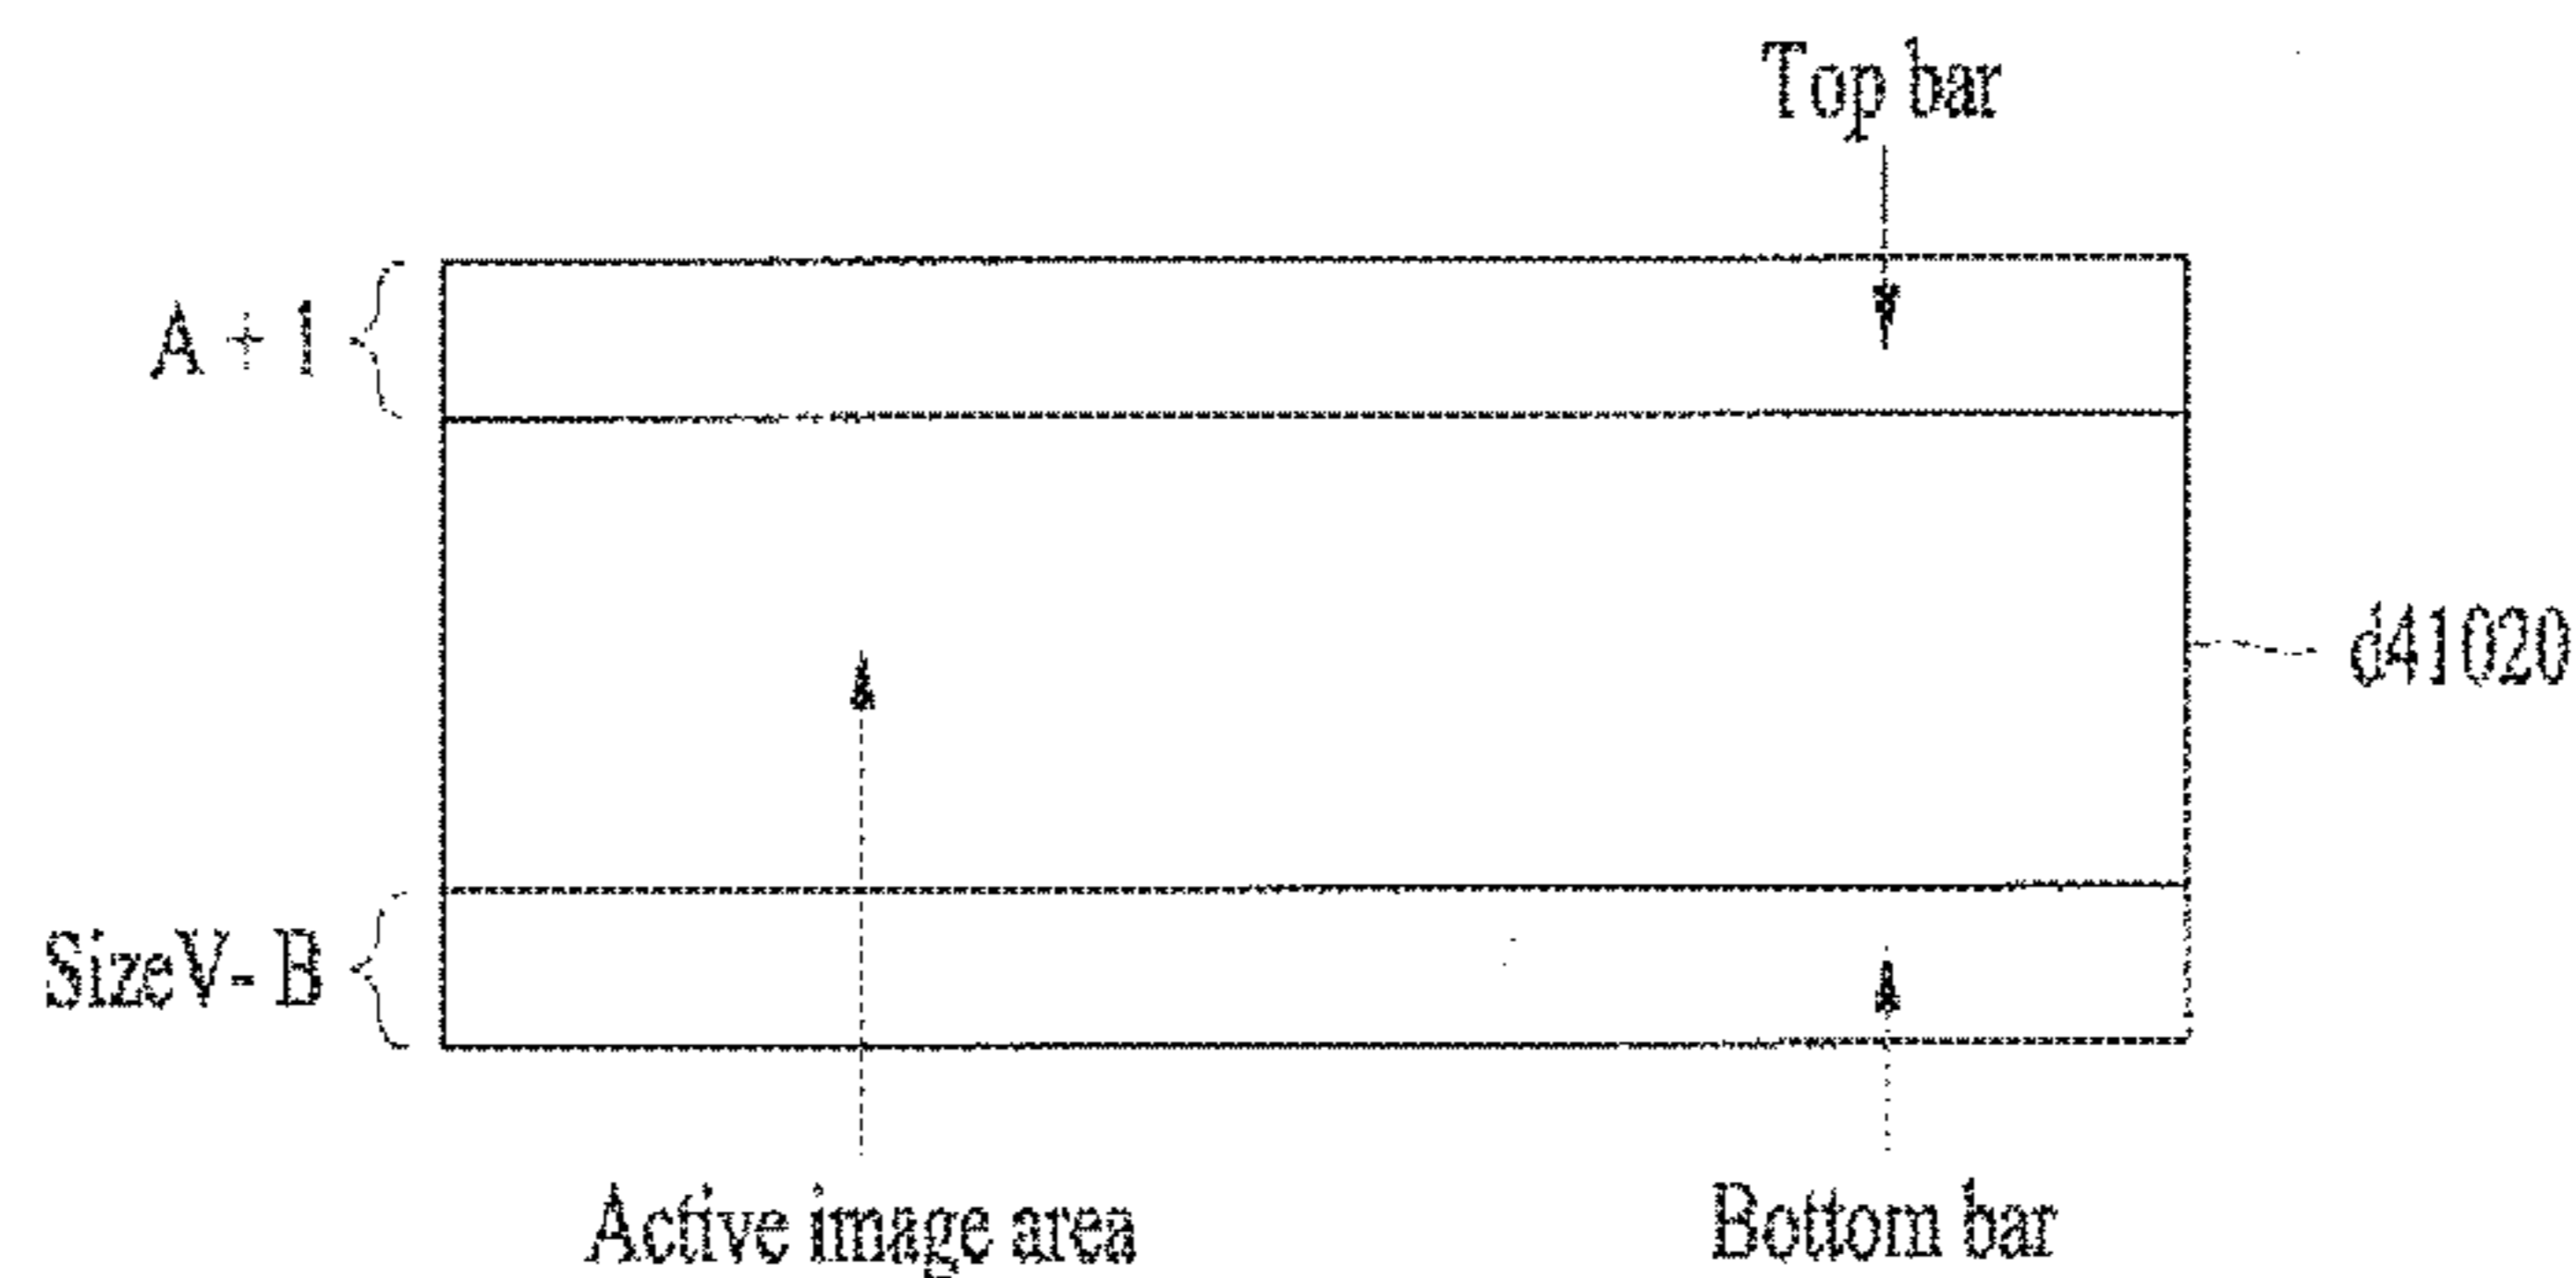 Top bar
A + 1
d41020
SizeV- B
Active image area
Bottom bar